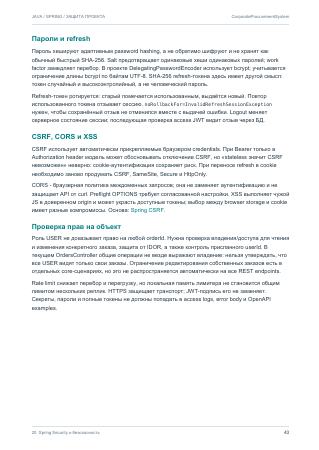 JAVA / SPRING / ЗАЩИТА ПРОЕКТА CorporateProcurementSystem
Пароли и refresh
Пароль хешируют адаптивным password hashing, а не обратимо шифруют и не хранят как
обычный быстрый SHA-256. Salt предотвращает одинаковые хеши одинаковых паролей; work
factor замедляет перебор. В проекте DelegatingPasswordEncoder использует bcrypt; учитывается
ограничение длины bcrypt по байтам UTF-8. SHA-256 refresh-токена здесь имеет другой смысл:
токен случайный и высокоэнтропийный, а не человеческий пароль.
Refresh-токен ротируется: старый помечается использованным, выдаётся новый. Повтор
использованного токена отзывает сессию. noRollbackForInvalidRefreshSessionException
нужен, чтобы сохранённый отзыв не отменился вместе с выдачей ошибки. Logout меняет
серверное состояние сессии; последующая проверка access JWT видит отзыв через БД.
CSRF, CORS и XSS
CSRF использует автоматически прикрепляемые браузером credentials. При Bearer только в
Authorization header модель может обосновывать отключение CSRF, но «stateless значит CSRF
невозможен» неверно: cookie-аутентификация сохраняет риск. При переносе refresh в cookie
необходимо заново продумать CSRF, SameSite, Secure и HttpOnly.
CORS - браузерная политика междоменных запросов; она не заменяет аутентификацию и не
защищает API от curl. Preflight OPTIONS требует согласованной настройки. XSS выполняет чужой
JS в доверенном origin и может украсть доступные токены; выбор между browser storage и cookie
имеет разные компромиссы. Основа: Spring CSRF.
Проверка прав на объект
Роль USER не доказывает право на любой orderId. Нужна проверка владения/доступа для чтения
и изменения конкретного заказа, защита от IDOR, а также контроль присланного userId. В
текущем OrdersController общие операции не везде выражают владение: нельзя утверждать, что
все USER видят только свои заказы. Ограничение редактирования собственных заказов есть в
отдельных core-сценариях, но это не распространяется автоматически на все REST endpoints.
Rate limit снижает перебор и перегрузку, но локальная память лимитера не становится общим
лимитом нескольких реплик. HTTPS защищает транспорт; JWT-подпись его не заменяет.
Секреты, пароли и полные токены не должны попадать в access logs, error body и OpenAPI
examples.
20. Spring Security и безопасность 43